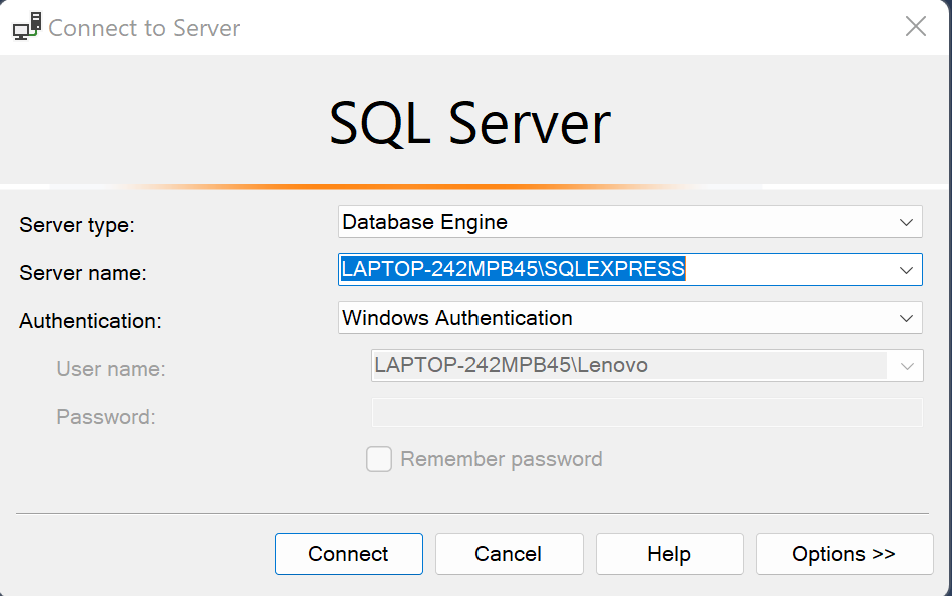 Connect to Server
SQL Server
Server type: Database Engine
Server name: LAPTOP-242MPB45\SQLEXPRESS
Authentication: Windows Authentication
User name: LAPTOP-242MPB45\Lenovo
Password:
Remember password
Connect Cancel Help Options >>